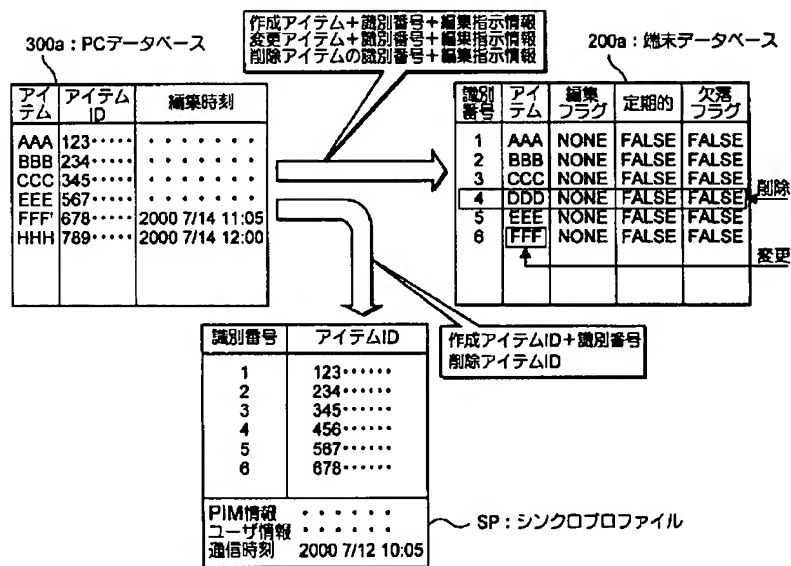 作成アイテム+識別番号+編集指示情報
変更アイテム+識別番号+編集指示情報
削除アイテムの識別番号+編集指示情報
300a:PCデータベース
200a:端末データベース
アイテム アイテムID 編集時刻
AAA 123・・・・・ ・・・・・・・
BBB 234・・・・・ ・・・・・・・
CCC 345・・・・・ ・・・・・・・
EEE 567・・・・・ ・・・・・・・
FFF' 678・・・・・ 2000 7/14 11:05
HHH 789・・・・・ 2000 7/14 12:00
識別番号 アイテム 編集フラグ 定期的 欠落フラグ
1 AAA NONE FALSE FALSE
2 BBB NONE FALSE FALSE
3 CCC NONE FALSE FALSE
4 DDD NONE FALSE FALSE
5 EEE NONE FALSE FALSE
6 FFF NONE FALSE FALSE
削除
変更
作成アイテムID+識別番号
削除アイテムID
識別番号 アイテムID
1 123・・・・・・
2 234・・・・・・
3 345・・・・・・
4 456・・・・・・
5 567・・・・・・
6 678・・・・・・
PIM情報 ・・・・・・
ユーザ情報 ・・・・・・
通信時刻 2000 7/12 10:05
SP:シンクロプロファイル